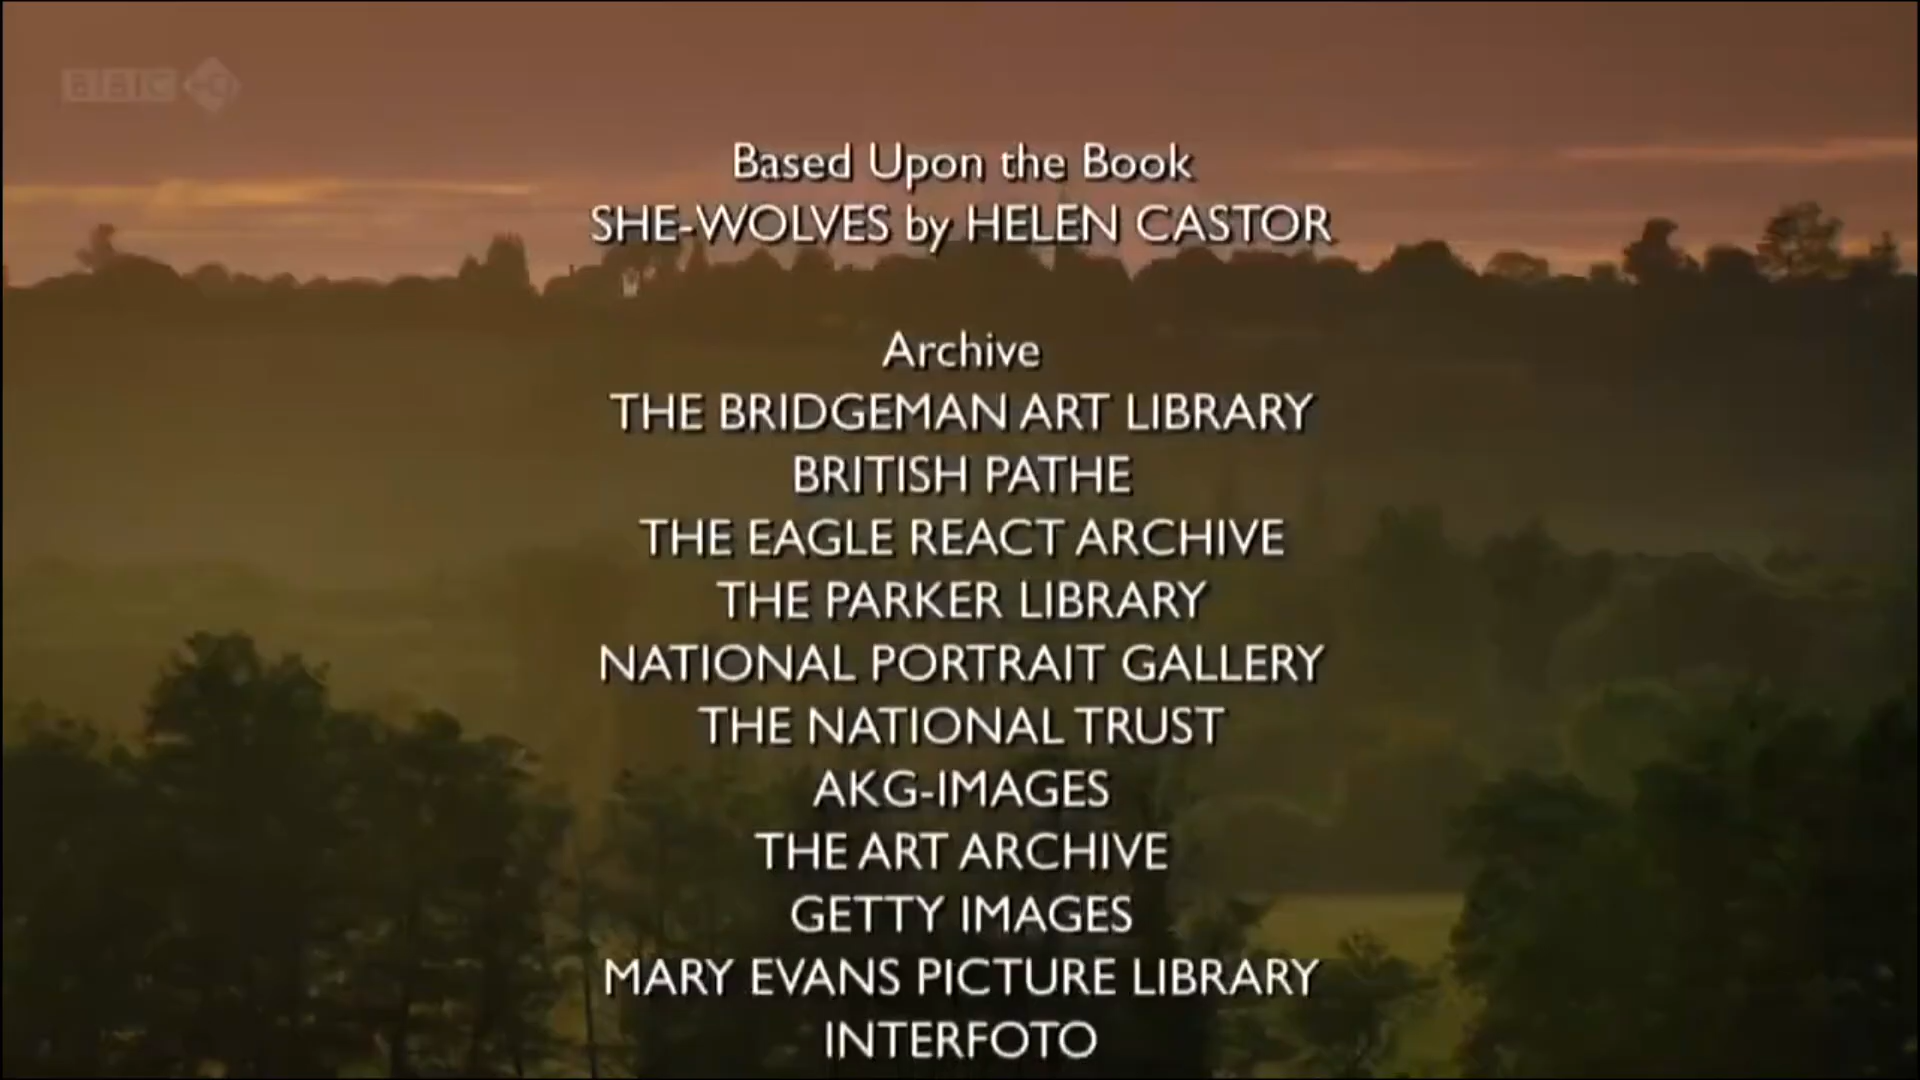 BBC
Based Upon the Book
SHE-WOLVES by HELEN CASTOR
Archive
THE BRIDGEMAN ART LIBRARY
BRITISH PATHE
THE EAGLE REACT ARCHIVE
THE PARKER LIBRARY
NATIONAL PORTRAIT GALLERY
THE NATIONAL TRUST
AKG-IMAGES
THE ART ARCHIVE
GETTY IMAGES
MARY EVANS PICTURE LIBRARY
INTERFOTO